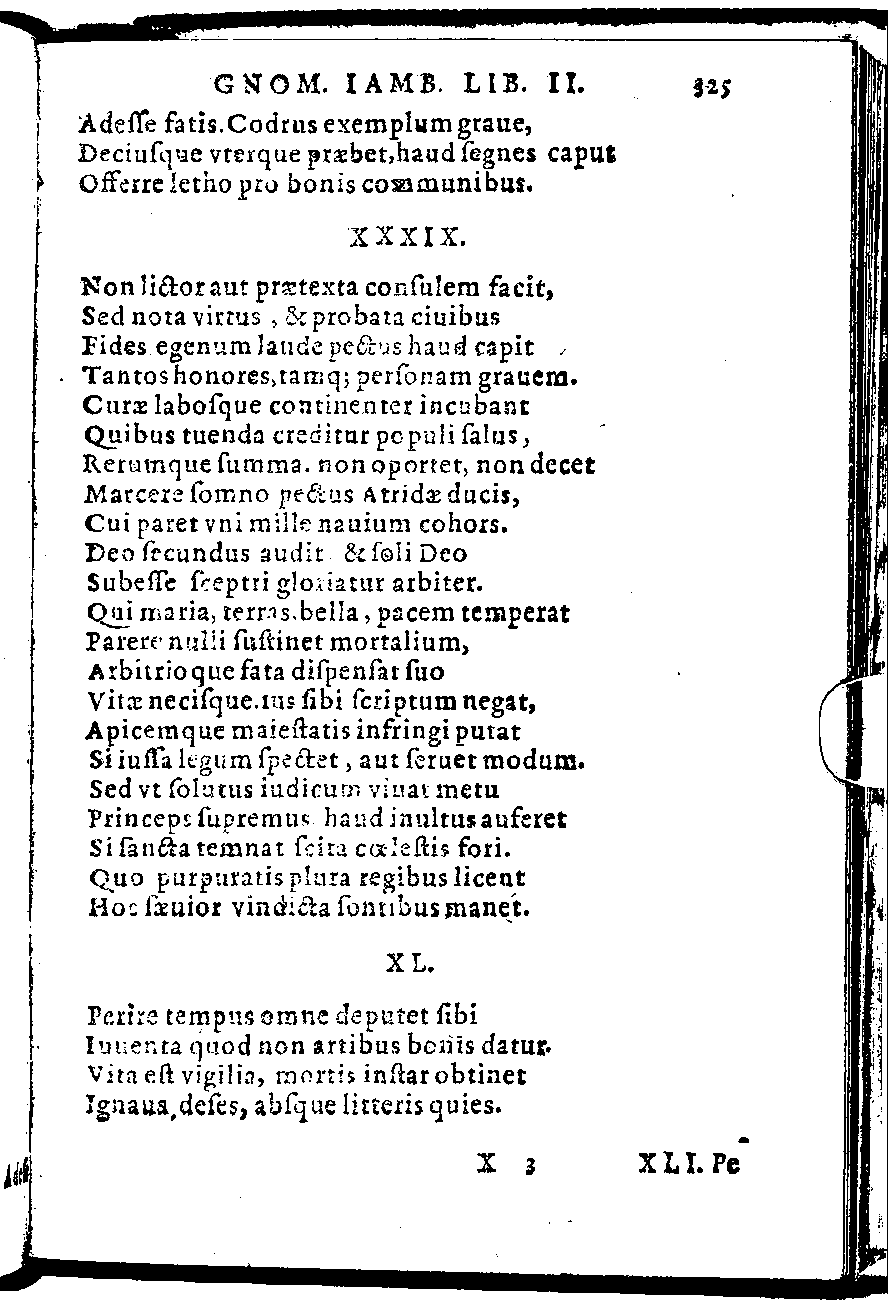 GNOM. IAMB. LIB. II. 325
Adeſſe fatis. Codrus exemplum graue,
Deciuſque vterque præbet, haud ſegnes caput
Offerre letho pro bonis communibus.
XXXIX.
Non lictor aut prætexta conſulem facit,
Sed nota virtus, & probata ciuibus
Fides egenum laude pectus haud capit
Tantos honores, tamq; perſonam grauem.
Curæ laboſque continenter incubant
Quibus tuenda creditur populi ſalus,
Rerumque ſumma. non oportet, non decet
Marcere ſomno pectus Atridæ ducis,
Cui paret vni mille nauium cohors.
Deo ſecundus audit & ſoli Deo
Subeſſe ſceptri gloriatur arbiter.
Qui maria, terras, bella, pacem temperat
Parere nulli ſuſtinet mortalium,
Arbitrioque fata diſpenſat ſuo
Vitæ neciſque. ius ſibi ſcriptum negat,
Apicemque maieſtatis infringi putat
Si iuſſa legum ſpectet, aut ſeruet modum.
Sed vt ſolutus iudicum viuat metu
Princeps ſupremus haud inultus auferet
Si ſancta temnat ſcita cœleſtis fori.
Quo purpuratis plura regibus licent
Hoc ſæuior vindicta ſontibus manet.
XL.
Perire tempus omne deputet ſibi
Iuuenta quod non artibus bonis datur.
Vita eſt vigilia, mortis inſtar obtinet
Ignaua, deſes, abſque litteris quies.
X 3 XLI. Pe